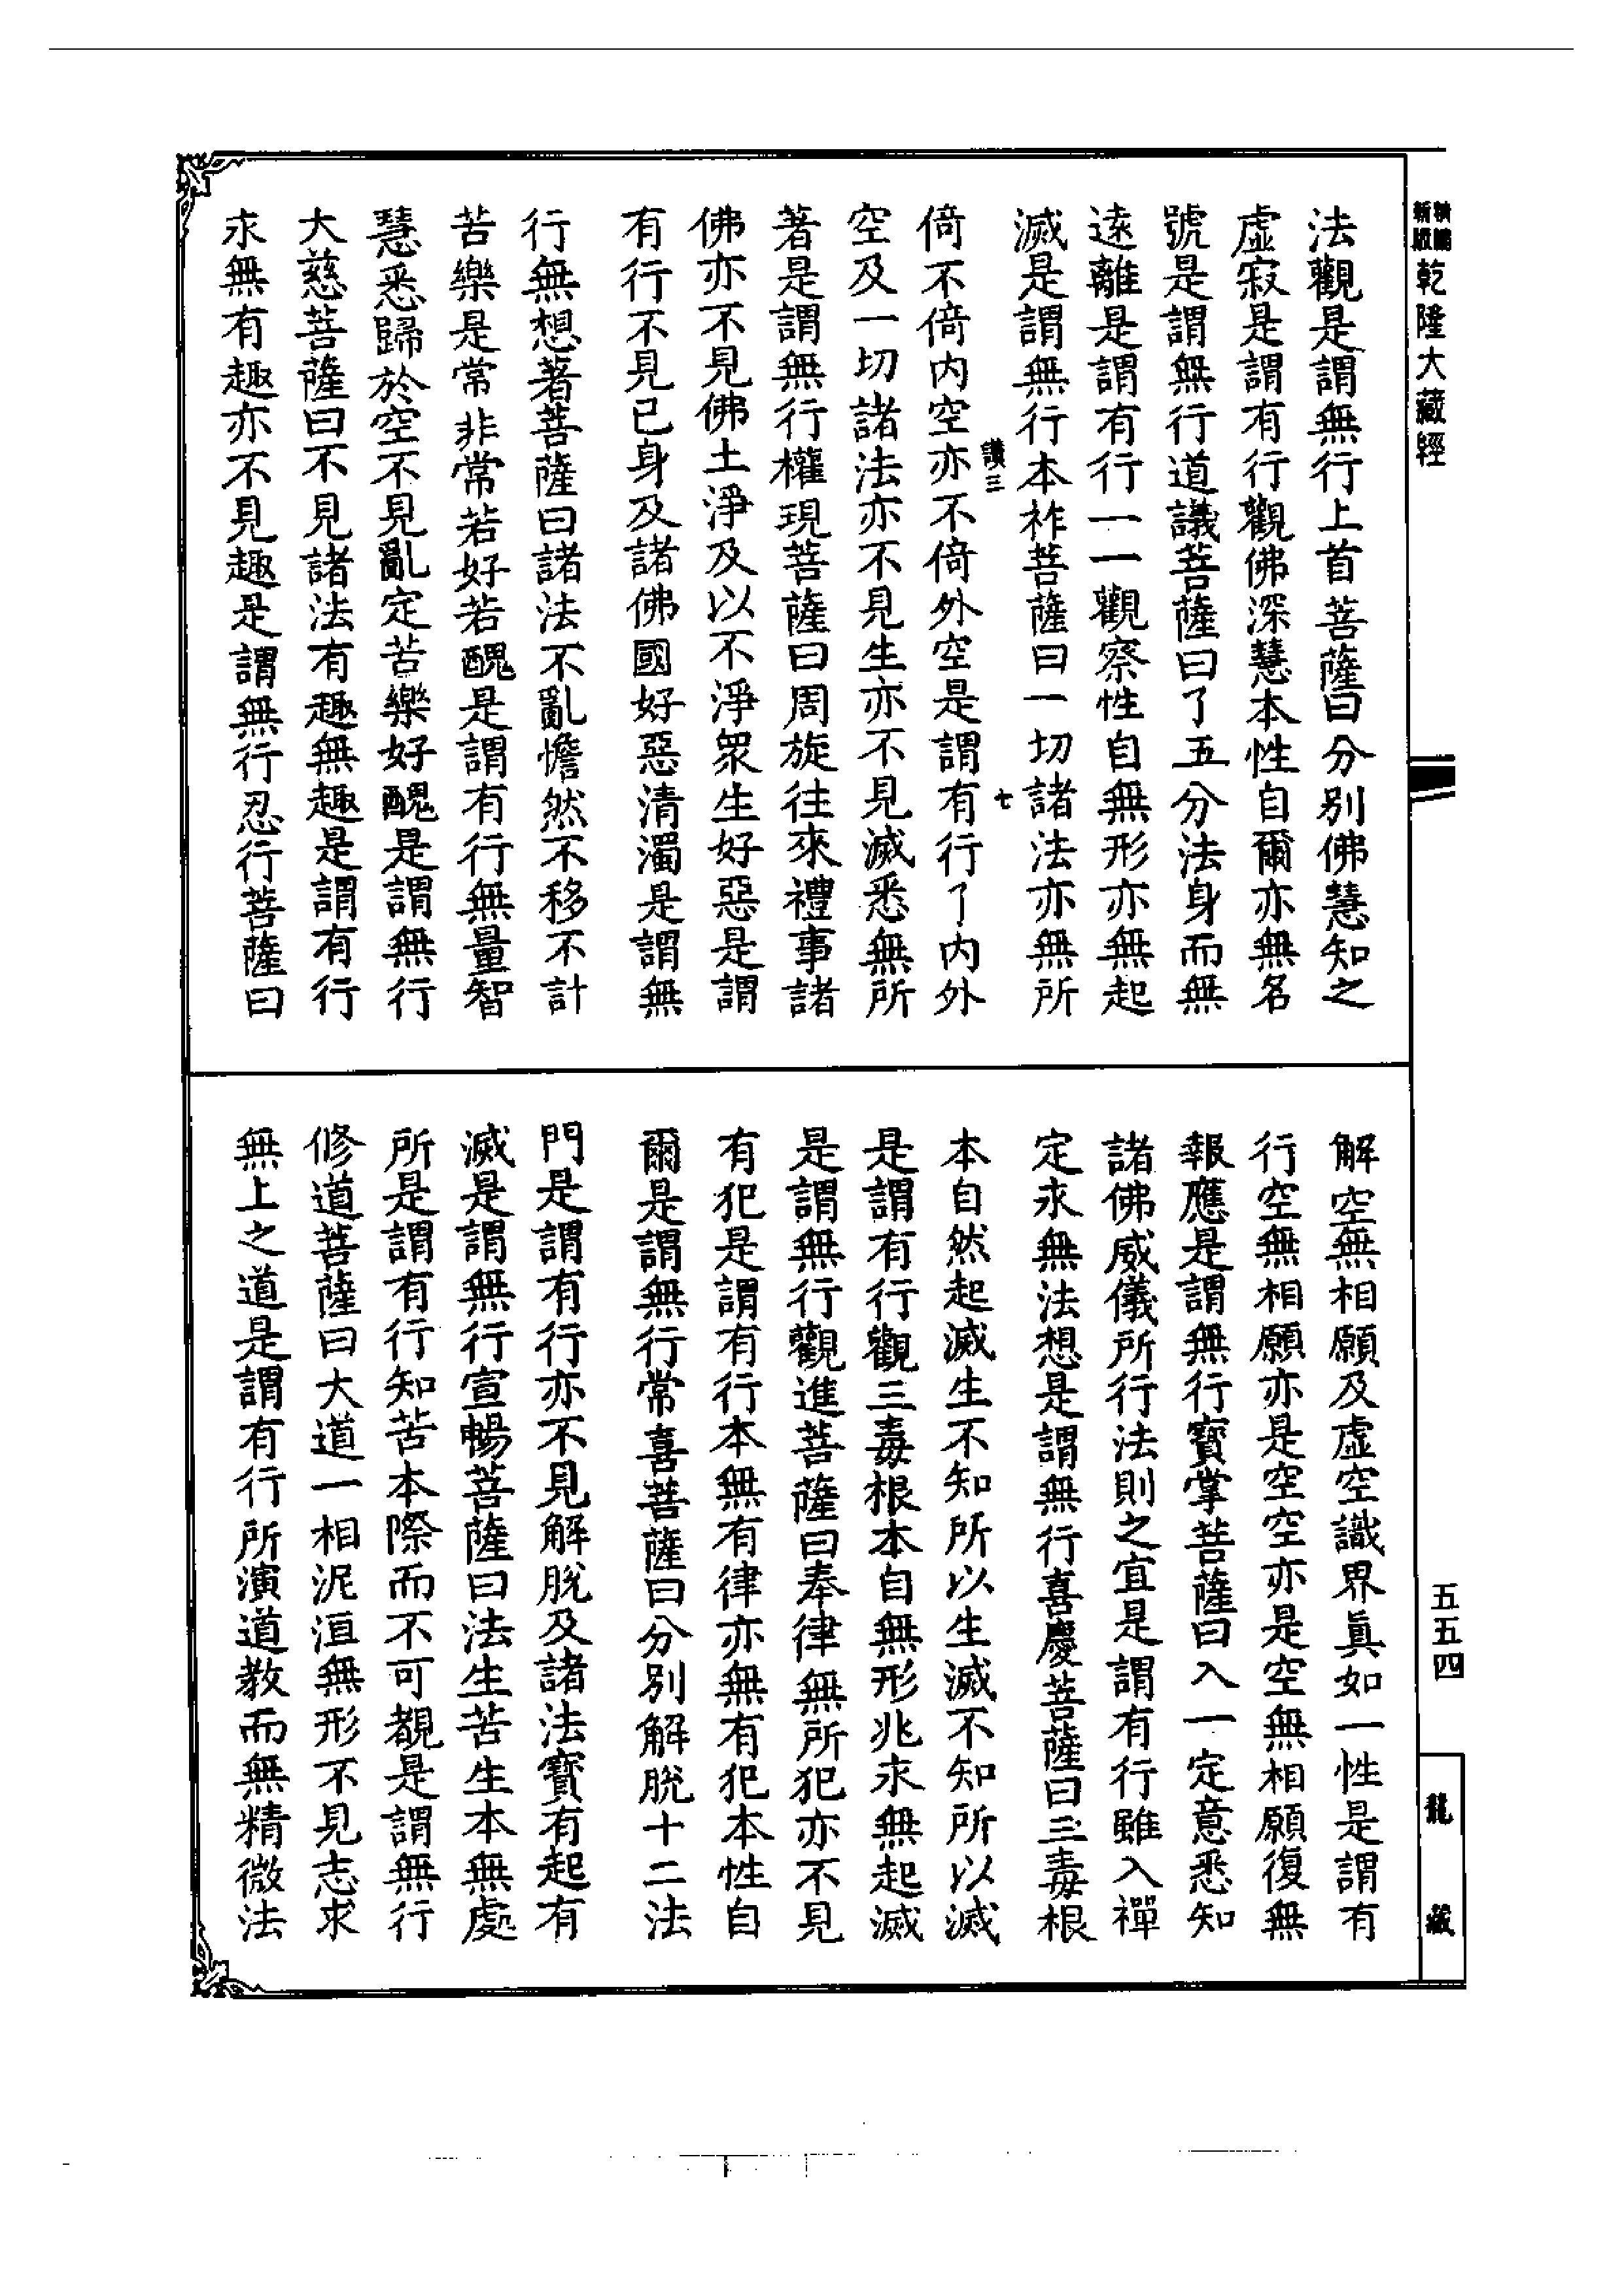 新編
新版
乾隆大藏經
法觀是謂無行上首菩薩曰分別佛慧知之
虛寂是謂有行觀佛深慧本性自爾亦無名
號是謂無行道議菩薩曰了五分法身而無
遠離是謂有行一一觀察性自無形亦無起
滅是謂無行本祚菩薩曰一切諸法亦無所
讓三
七
倚不倚內空亦不倚外空是謂有行了內外
空及一切諸法亦不見生亦不見滅悉無所
著是謂無行權現菩薩曰周旋往來禮事諸
佛亦不見佛土淨及以不淨眾生好惡是謂
有行不見已身及諸佛國好惡清濁是謂無
行無想著菩薩曰諸法不亂憺然不移不計
苦樂是常非常若好若醜是謂有行無量智
慧悉歸於空不見亂定苦樂好醜是謂無行
大慈菩薩曰不見諸法有趣無趣是謂有行
求無有趣亦不見趣是謂無行忍行菩薩曰
解空無相願及虛空識界眞如一性是謂有
行空無相願亦是空空亦是空無相願復無
報應是謂無行寶掌菩薩曰入一定意悉知
諸佛威儀所行法則之宜是謂有行雖入禪
定求無法想是謂無行喜慶菩薩曰三毒根
本自然起滅生不知所以生滅不知所以滅
是謂有行觀三毒根本自無形兆求無起滅
是謂無行觀進菩薩曰奉律無所犯亦不見
有犯是謂有行本無有律亦無有犯本性自
爾是謂無行常喜菩薩曰分別解脫十二法
門是謂有行亦不見解脫及諸法寶有起有
滅是謂無行宣暢菩薩曰法生苦生本無處
所是謂有行知苦本際而不可覩是謂無行
修道菩薩曰大道一相泥洹無形不見志求
無上之道是謂有行所演道教而無精微法
五五四
龍藏